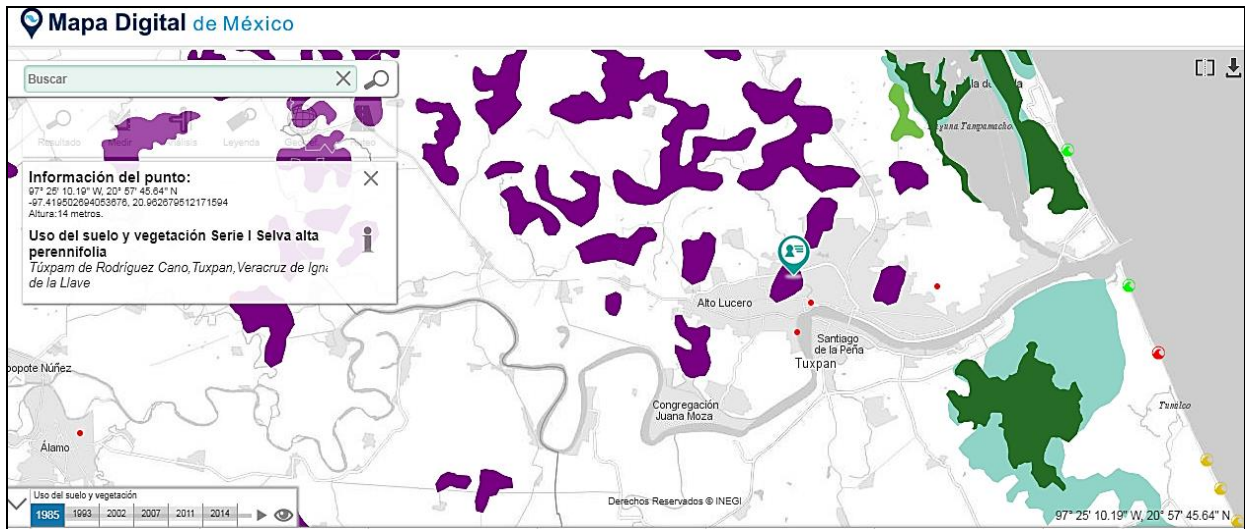 Mapa Digital de México
Buscar
Resultado Medir Análisis Leyenda
Información del punto:
97° 25' 10.19" W, 20° 57' 45.64" N
-97.419502694053676, 20.962679512171594
Altura:14 metros.
Uso del suelo y vegetación Serie I Selva alta
perennifolia
Túxpam de Rodríguez Cano,Tuxpan,Veracruz de Igna
de la Llave
Laguna Tampamacho
Alto Lucero
Santiago
de la Peña
Tuxpan
Congregación
Juana Moza
Núñez
Álamo
Tumilco
Uso del suelo y vegetación
1985 1993 2002 2007 2011 2014
Derechos Reservados © INEGI
97° 25' 10.19" W, 20° 57' 45.64" N